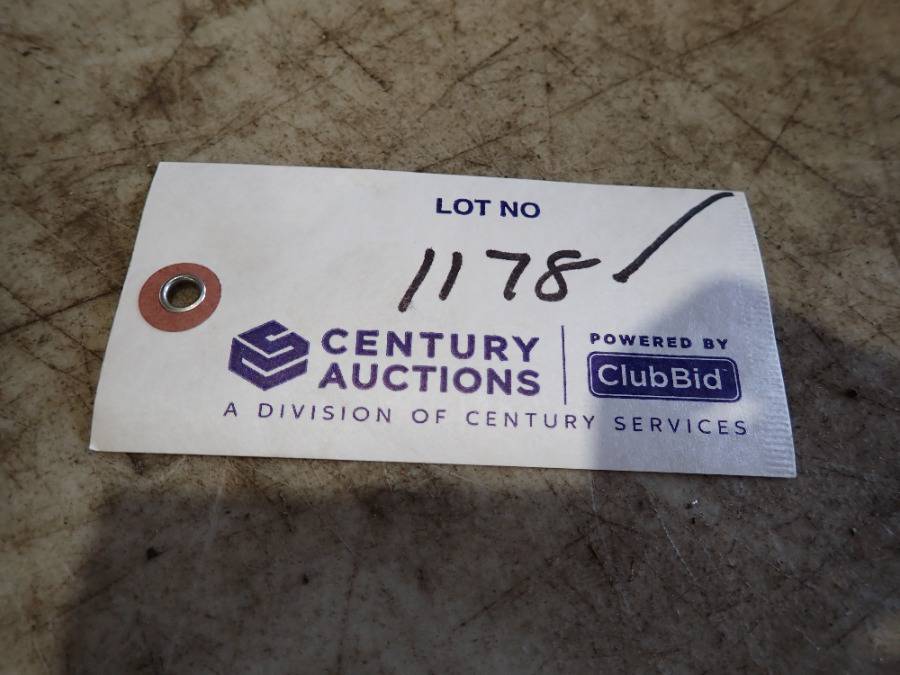 LOT NO
1178 /
CENTURY
AUCTIONS
A DIVISION OF CENTURY SERVICES
POWERED BY
ClubBid